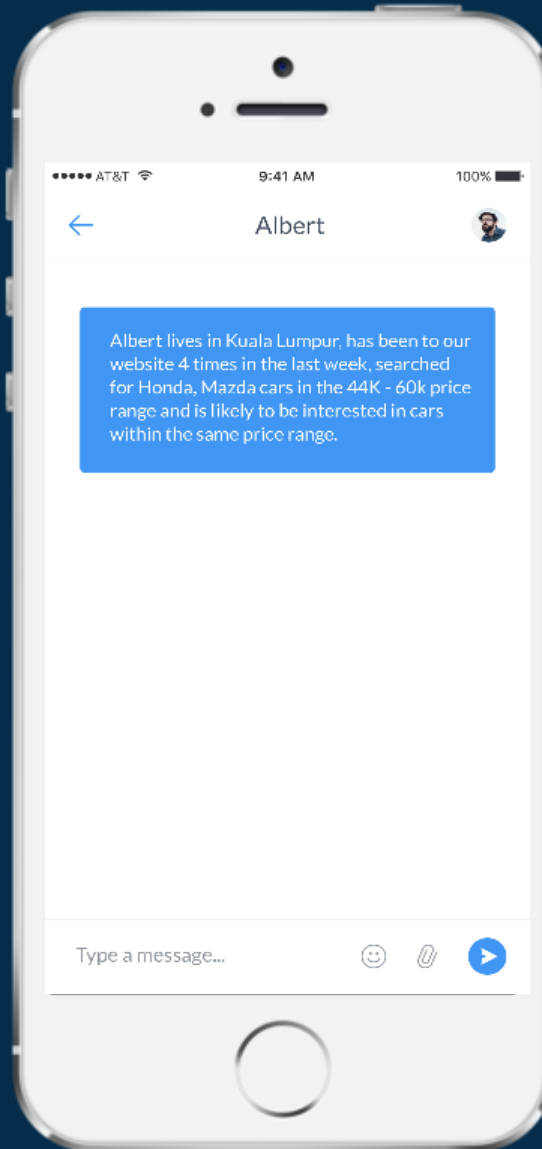 AT&T
9:41 AM
100%
Albert
Albert lives in Kuala Lumpur, has been to our
website 4 times in the last week, searched
for Honda, Mazda cars in the 44K - 60k price
range and is likely to be interested in cars
within the same price range.
Type a message...